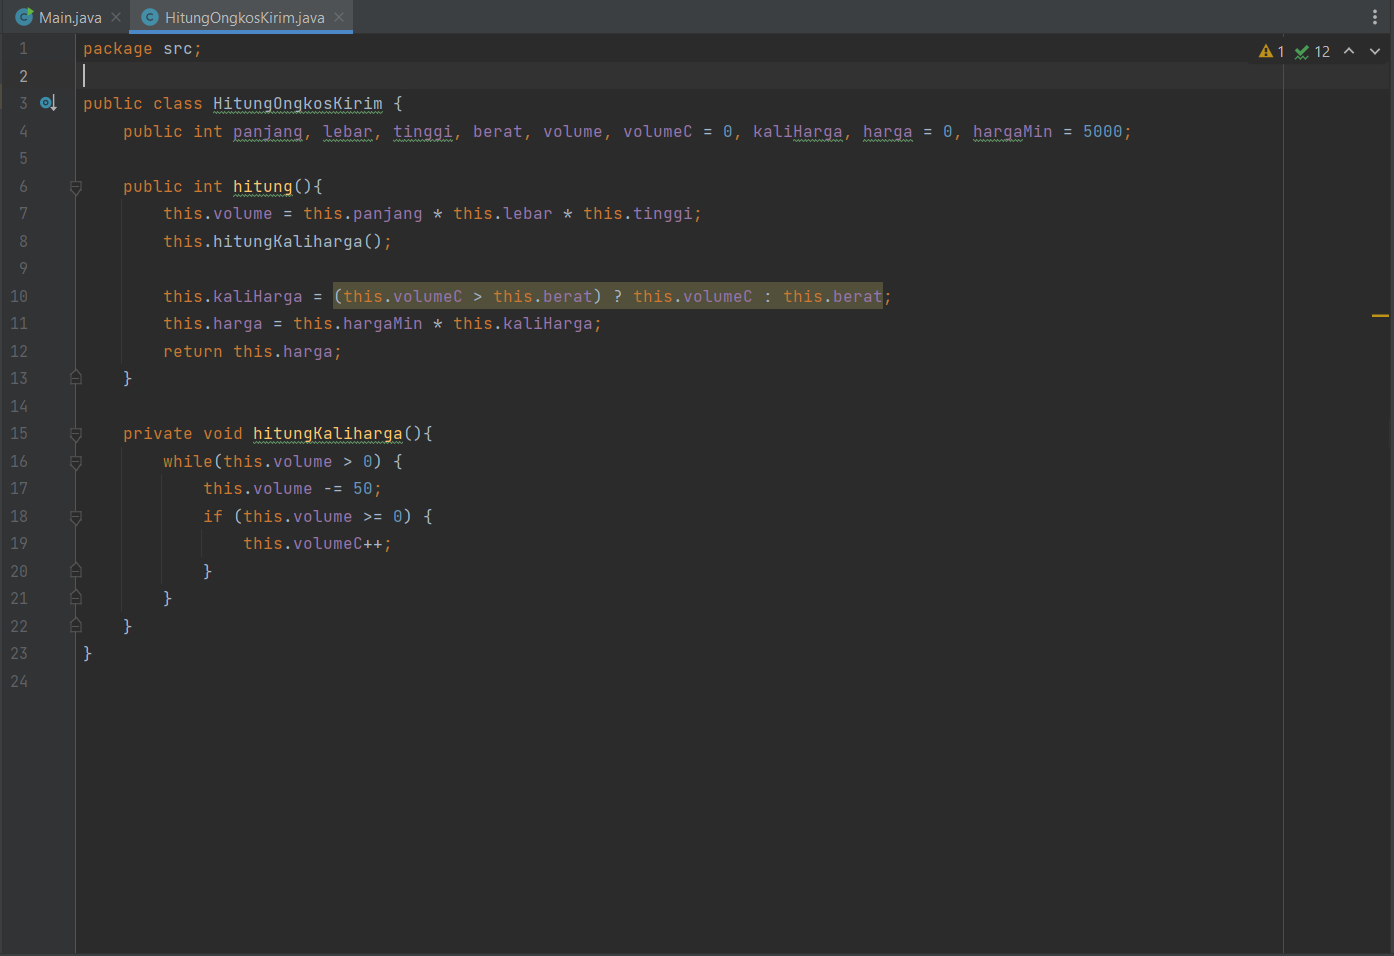 Main.java HitungOngkosKirim.java
1 package src; 1 12
2
3 public class HitungOngkosKirim {
4 public int panjang, lebar, tinggi, berat, volume, volumeC = 0, kaliHarga, harga = 0, hargaMin = 5000;
5
6 public int hitung(){
7 this.volume = this.panjang * this.lebar * this.tinggi;
8 this.hitungKaliharga();
9
10 this.kaliHarga = (this.volumeC > this.berat) ? this.volumeC : this.berat;
11 this.harga = this.hargaMin * this.kaliHarga;
12 return this.harga;
13 }
14
15 private void hitungKaliharga(){
16 while(this.volume > 0) {
17 this.volume -= 50;
18 if (this.volume >= 0) {
19 this.volumeC++;
20 }
21 }
22 }
23 }
24